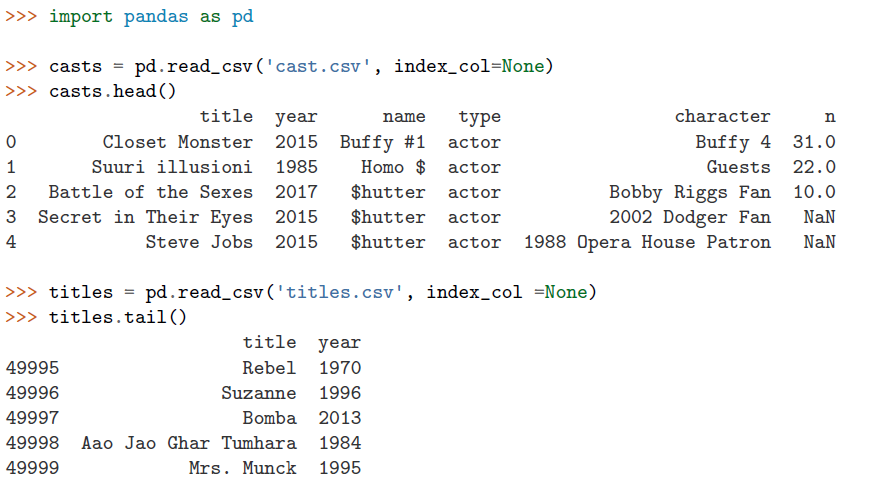 >>> import pandas as pd
>>> casts = pd.read_csv('cast.csv', index_col=None)
>>> casts.head()
title year name type character n
0 Closet Monster 2015 Buffy #1 actor Buffy 4 31.0
1 Suuri illusioni 1985 Homo $ actor Guests 22.0
2 Battle of the Sexes 2017 $hutter actor Bobby Riggs Fan 10.0
3 Secret in Their Eyes 2015 $hutter actor 2002 Dodger Fan NaN
4 Steve Jobs 2015 $hutter actor 1988 Opera House Patron NaN
>>> titles = pd.read_csv('titles.csv', index_col =None)
>>> titles.tail()
title year
49995 Rebel 1970
49996 Suzanne 1996
49997 Bomba 2013
49998 Aao Jao Ghar Tumhara 1984
49999 Mrs. Munck 1995